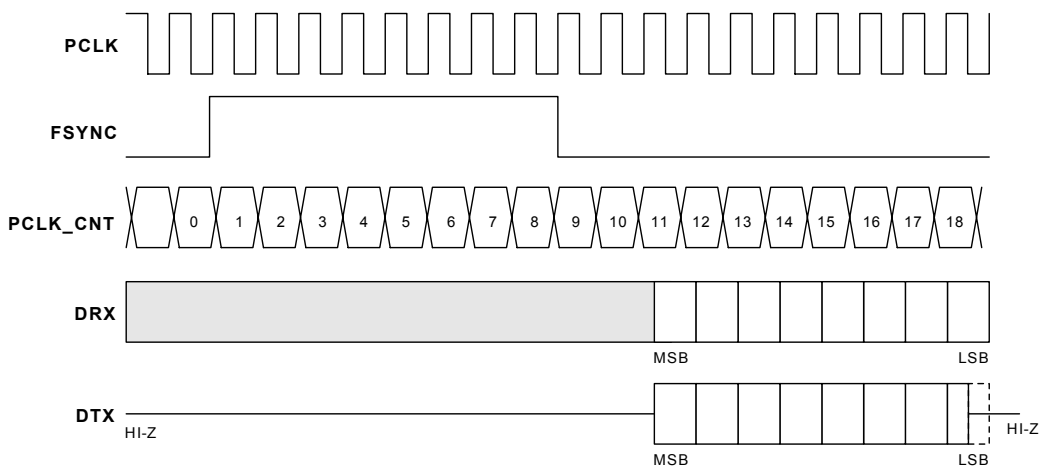 PCLK
FSYNC
PCLK_CNT 0 1 2 3 4 5 6 7 8 9 10 11 12 13 14 15 16 17 18
DRX
MSB LSB
DTX
HI-Z HI-Z
MSB LSB